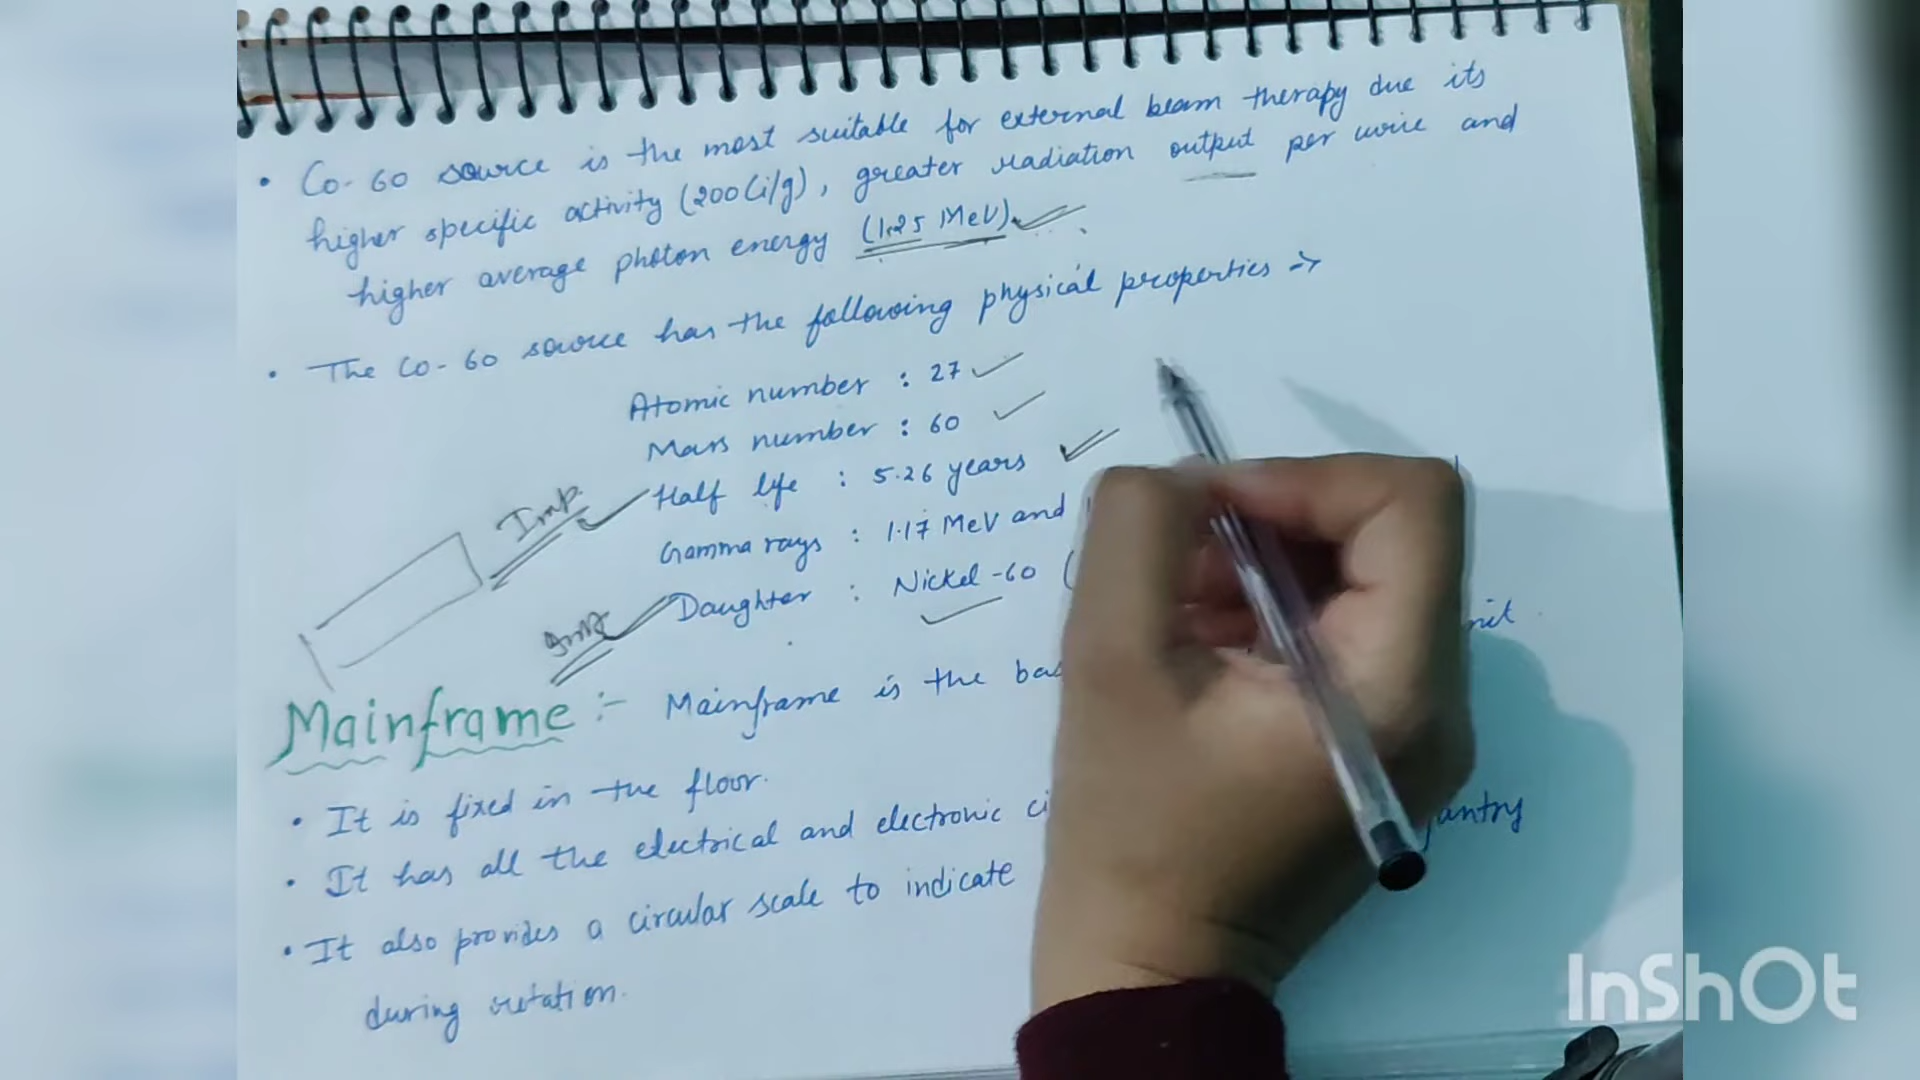 • Co-60 source is the most suitable for external beam therapy due its
higher specific activity (200Ci/g), greater radiation output per curie and
higher average photon energy (1.25 MeV).
• The Co-60 source has the following physical properties :→
Atomic number : 27
Mass number : 60
Imp Half life : 5.26 years
Gamma rays : 1.17 MeV and
Imp Daughter : Nickel-60 (
Mainframe :- Mainframe is the
• It is fixed in the floor.
• It has all the electrical and electronic
• It also provides a circular scale to indicate
during rotation.
InShOt